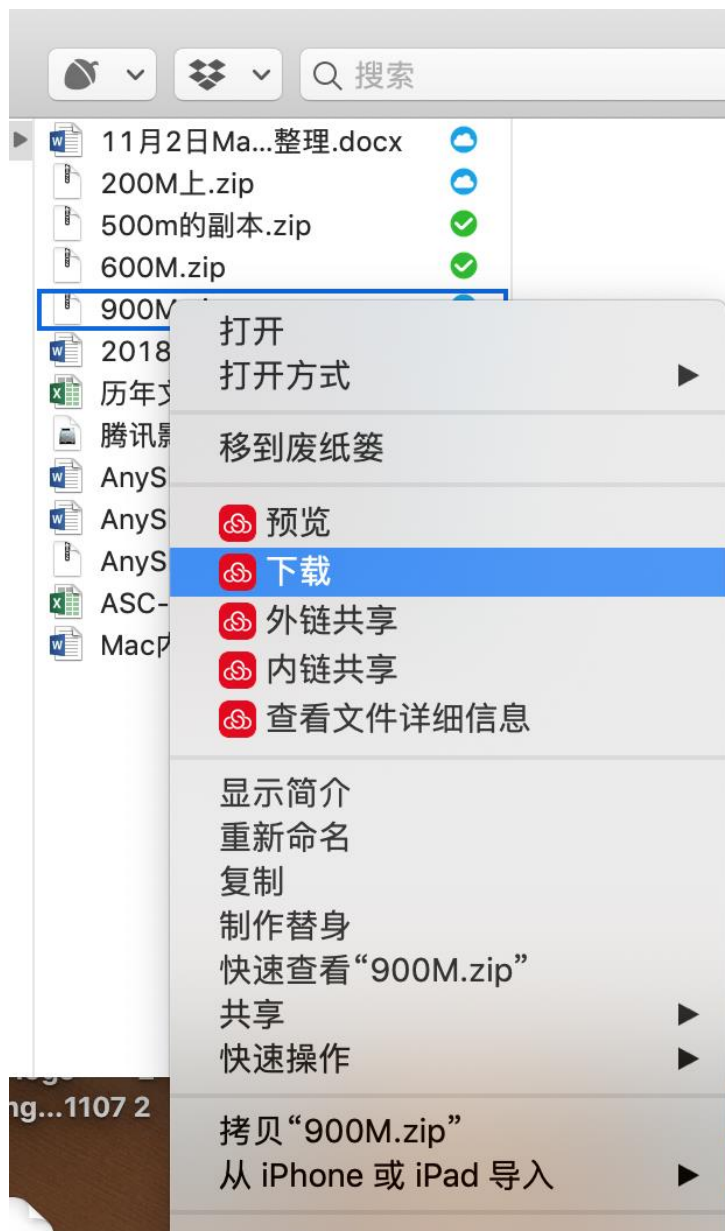 搜索
11月2日Ma...整理.docx
200M上.zip
500m的副本.zip
600M.zip
900M
2018
历年
腾讯影
AnyS
AnyS
AnyS
ASC-
Mac内
打开
打开方式
移到废纸篓
预览
下载
外链共享
内链共享
查看文件详细信息
显示简介
重新命名
复制
制作替身
快速查看“900M.zip”
共享
快速操作
拷贝“900M.zip”
从 iPhone 或 iPad 导入
ng...1107 2